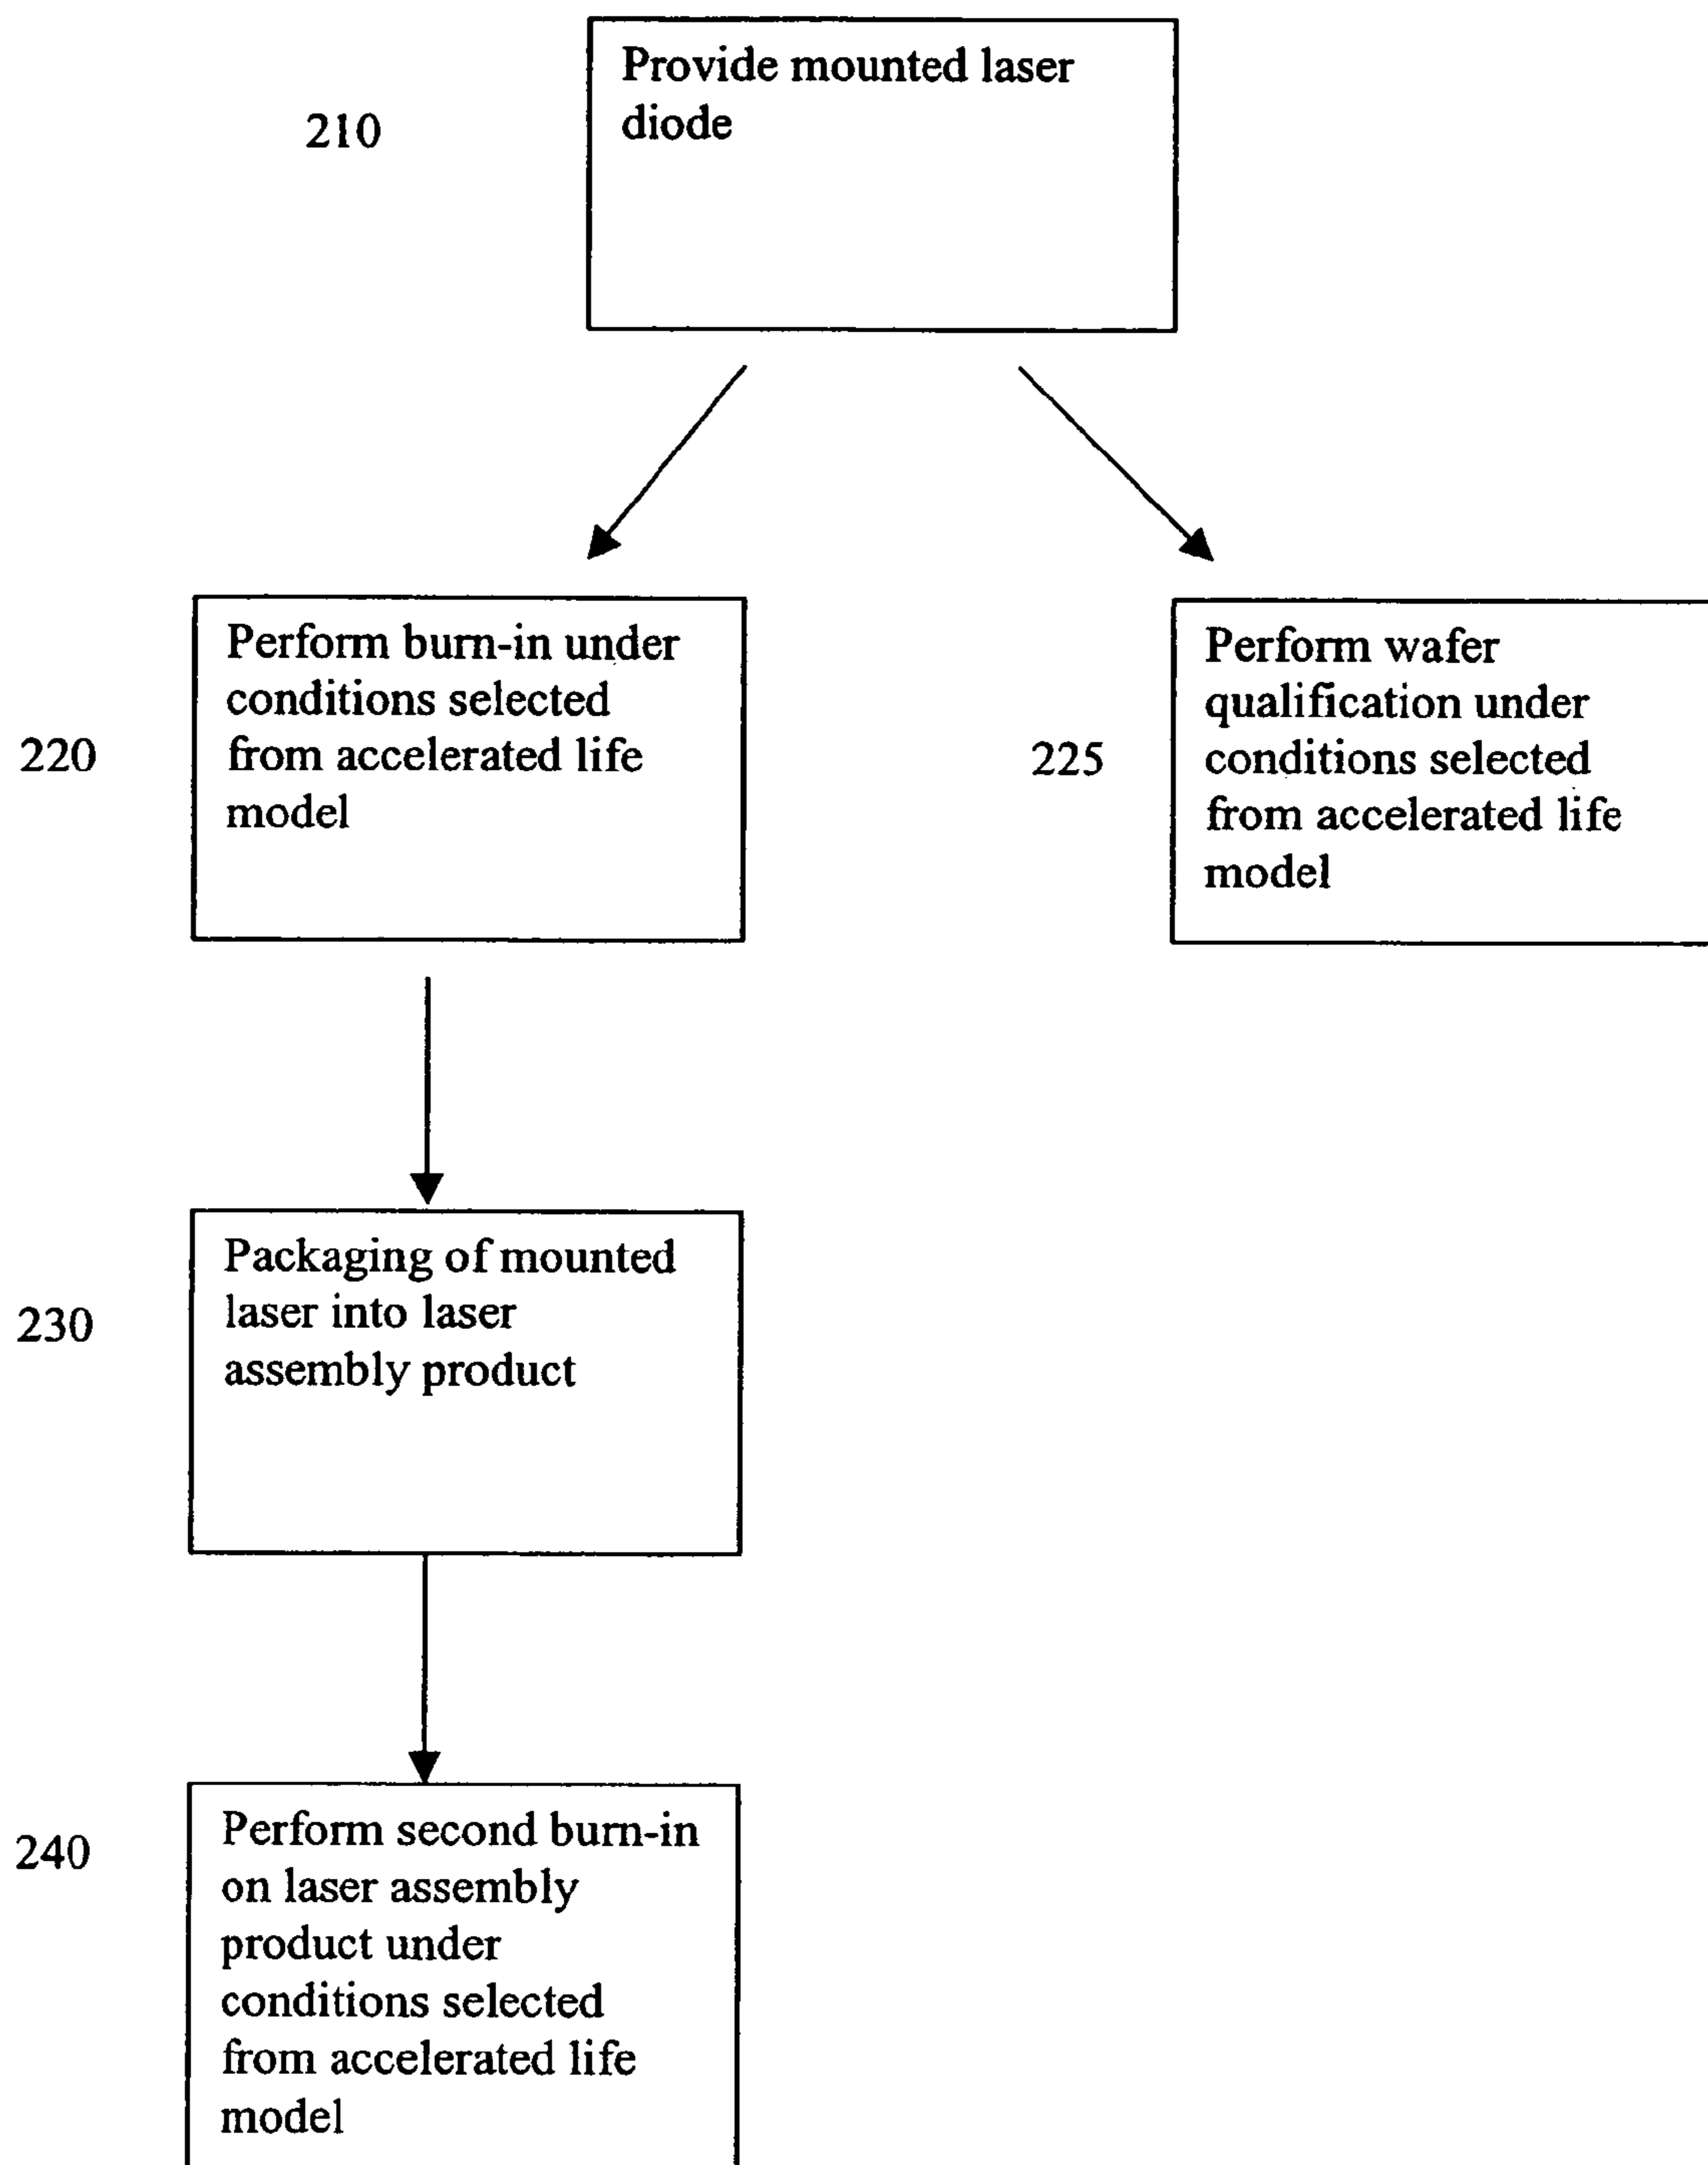 Provide mounted laser
diode
210
Perform burn-in under
conditions selected
from accelerated life
model
220
Perform wafer
qualification under
conditions selected
from accelerated life
model
225
Packaging of mounted
laser into laser
assembly product
230
Perform second burn-in
on laser assembly
product under
conditions selected
from accelerated life
model
240